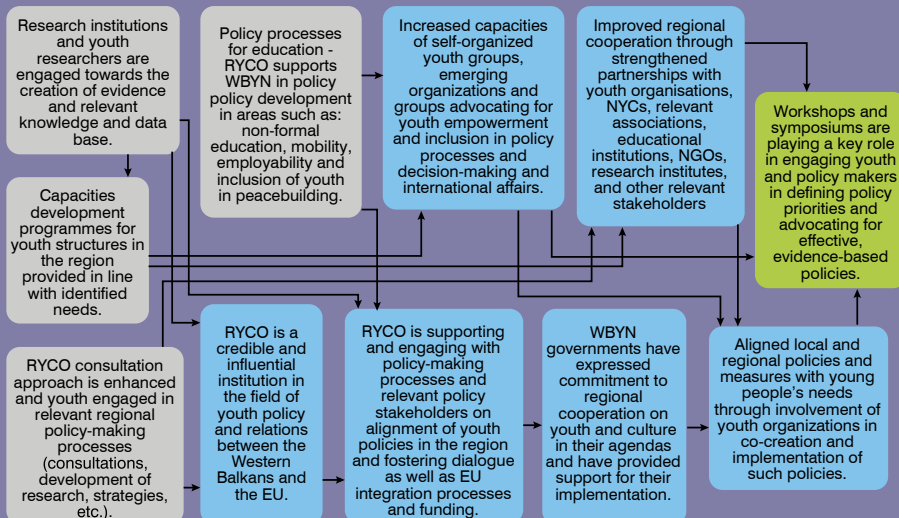 Research institutions
and youth
researchers are
engaged towards the
creation of evidence
and relevant
knowledge and data
base.
Policy processes
for education -
RYCO supports
WBYN in policy
policy development
in areas such as:
non-formal
education, mobility,
employability and
inclusion of youth
in peacebuilding.
Increased capacities
of self-organized
youth groups,
emerging
organizations and
groups advocating for
youth empowerment
and inclusion in policy
processes and
decision-making and
international affairs.
Improved regional
cooperation through
strengthened
partnerships with
youth organisations,
NYCs, relevant
associations,
educational
institutions, NGOs,
research institutes,
and other relevant
stakeholders
Workshops and
symposiums are
playing a key role
in engaging youth
and policy makers
in defining policy
priorities and
advocating for
effective,
evidence-based
policies.
Capacities
development
programmes for
youth structures in
the region
provided in line
with identified
needs.
RYCO consultation
approach is enhanced
and youth engaged in
relevant regional
policy-making
processes
(consultations,
development of
research, strategies,
etc.).
RYCO is a
credible and
influential
institution in
the field of
youth policy
and relations
between the
Western
Balkans and
the EU.
RYCO is supporting
and engaging with
policy-making
processes and
relevant policy
stakeholders on
alignment of youth
policies in the region
and fostering dialogue
as well as EU
integration processes
and funding.
WBYN
governments have
expressed
commitment to
regional
cooperation on
youth and culture
in their agendas
and have provided
support for their
implementation.
Aligned local and
regional policies and
measures with young
people's needs
through involvement of
youth organizations in
co-creation and
implementation of
such policies.